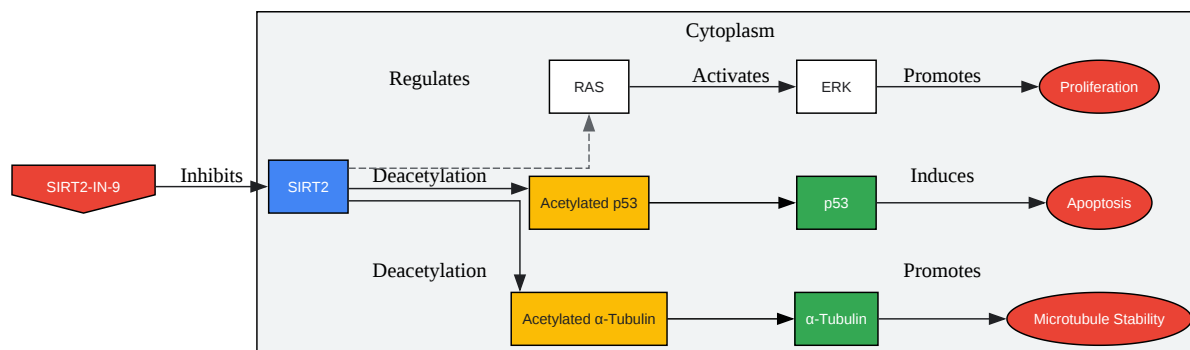 Cytoplasm
Regulates
RAS
Activates
ERK
Promotes
Proliferation
SIRT2-IN-9
Inhibits
SIRT2
Deacetylation
Acetylated p53
p53
Induces
Apoptosis
Deacetylation
Acetylated α-Tubulin
α-Tubulin
Promotes
Microtubule Stability